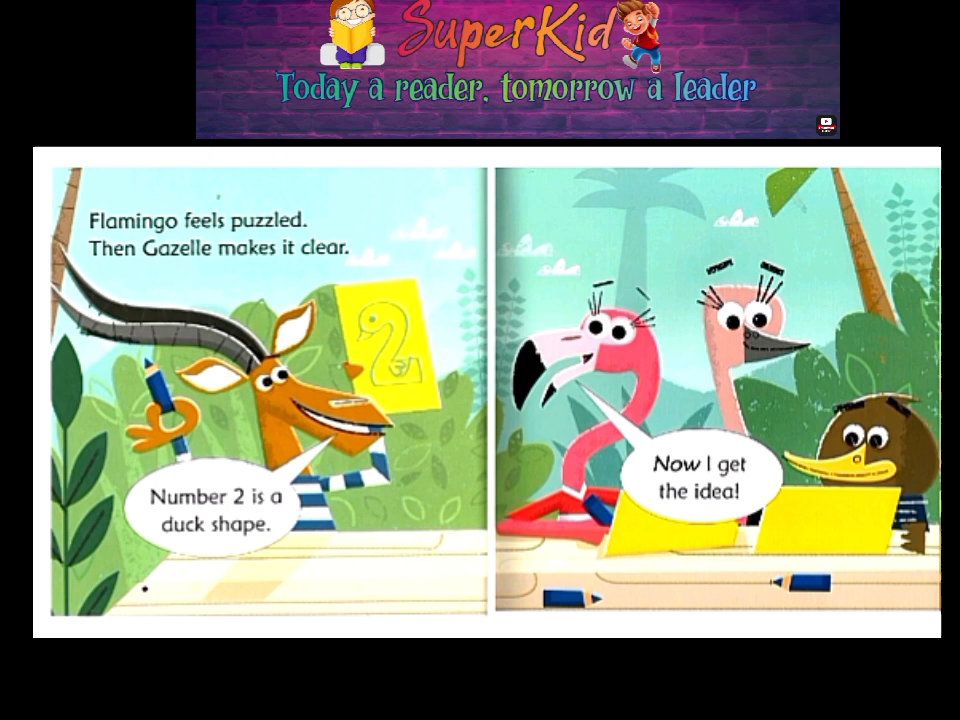 SuperKid
Today a reader, tomorrow a leader
Flamingo feels puzzled.
Then Gazelle makes it clear.
2
Number 2 is a
duck shape.
Now I get
the idea!